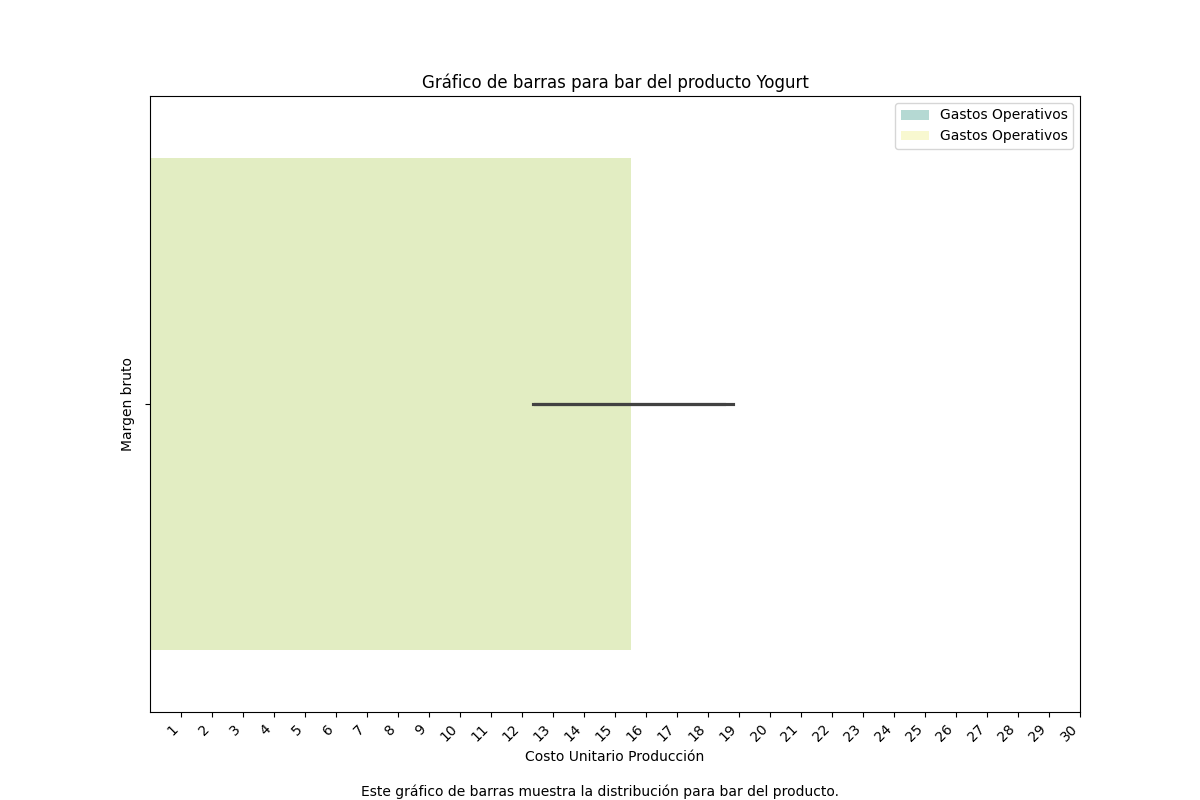 Gráfico de barras para bar del producto Yogurt
Gastos Operativos
Gastos Operativos
Margen bruto
1 2 3 4 5 6 7 8 9 10 11 12 13 14 15 16 17 18 19 20 21 22 23 24 25 26 27 28 29 30
Costo Unitario Producción
Este gráfico de barras muestra la distribución para bar del producto.